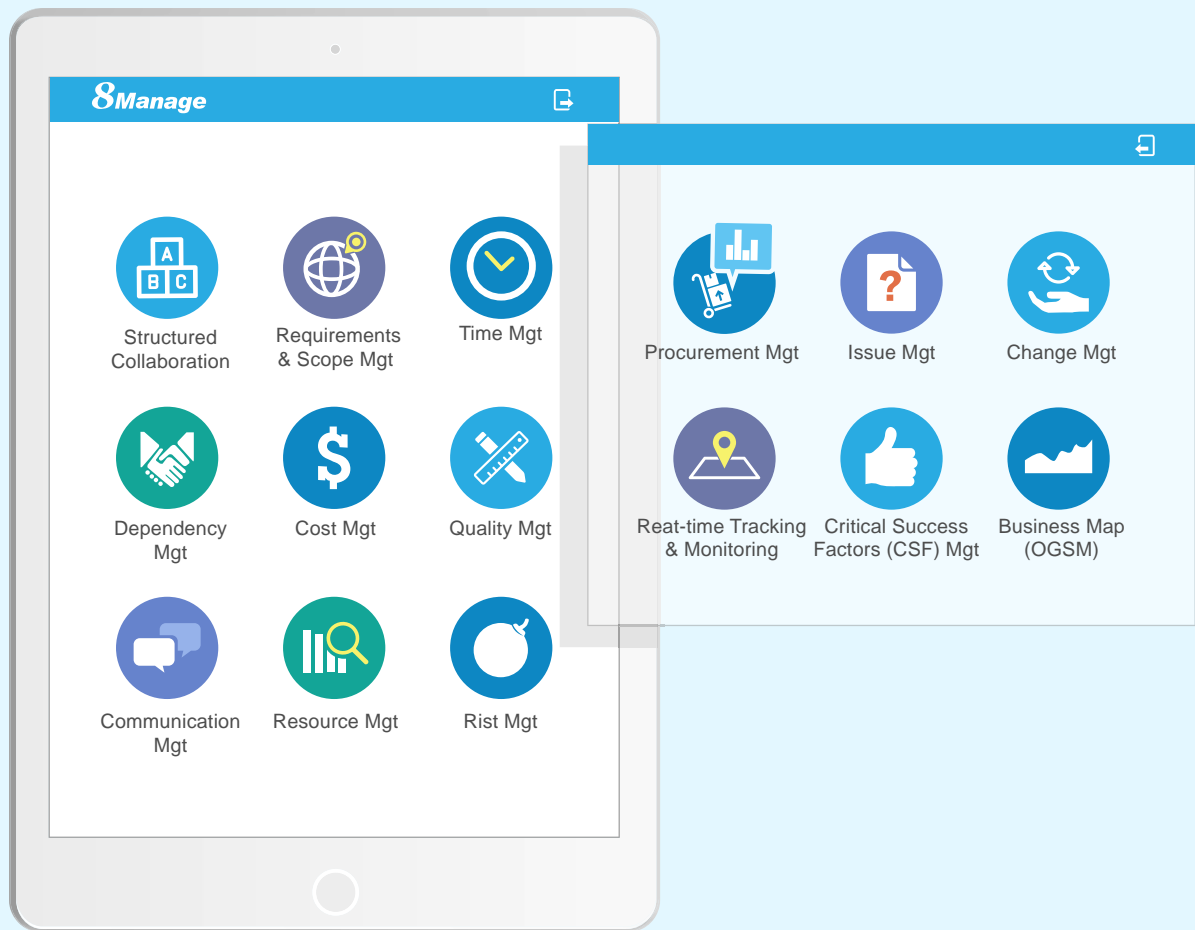 8Manage
A
B C
Structured
Collaboration
Requirements
& Scope Mgt
Time Mgt
$
Dependency
Mgt
Cost Mgt
Quality Mgt
Communication
Mgt
Resource Mgt
Rist Mgt
?
Procurement Mgt
Issue Mgt
Change Mgt
Reat-time Tracking
& Monitoring
Critical Success
Factors (CSF) Mgt
Business Map
(OGSM)